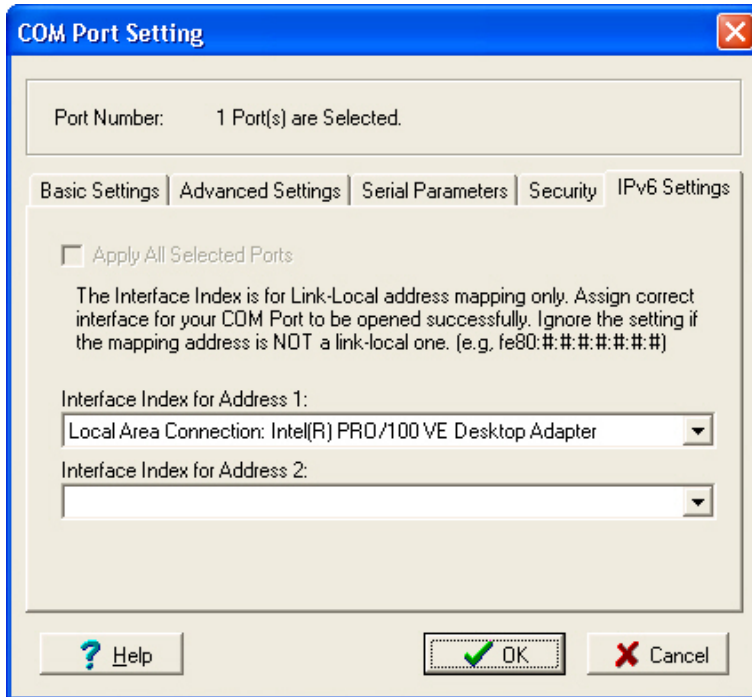 COM Port Setting
Port Number: 1 Port(s) are Selected.
Basic Settings Advanced Settings Serial Parameters Security IPv6 Settings
Apply All Selected Ports
The Interface Index is for Link-Local address mapping only. Assign correct
interface for your COM Port to be opened successfully. Ignore the setting if
the mapping address is NOT a link-local one. (e.g, fe80:#:#:#:#:#:#:#)
Interface Index for Address 1:
Local Area Connection: Intel(R) PRO/100 VE Desktop Adapter
Interface Index for Address 2:
Help OK Cancel